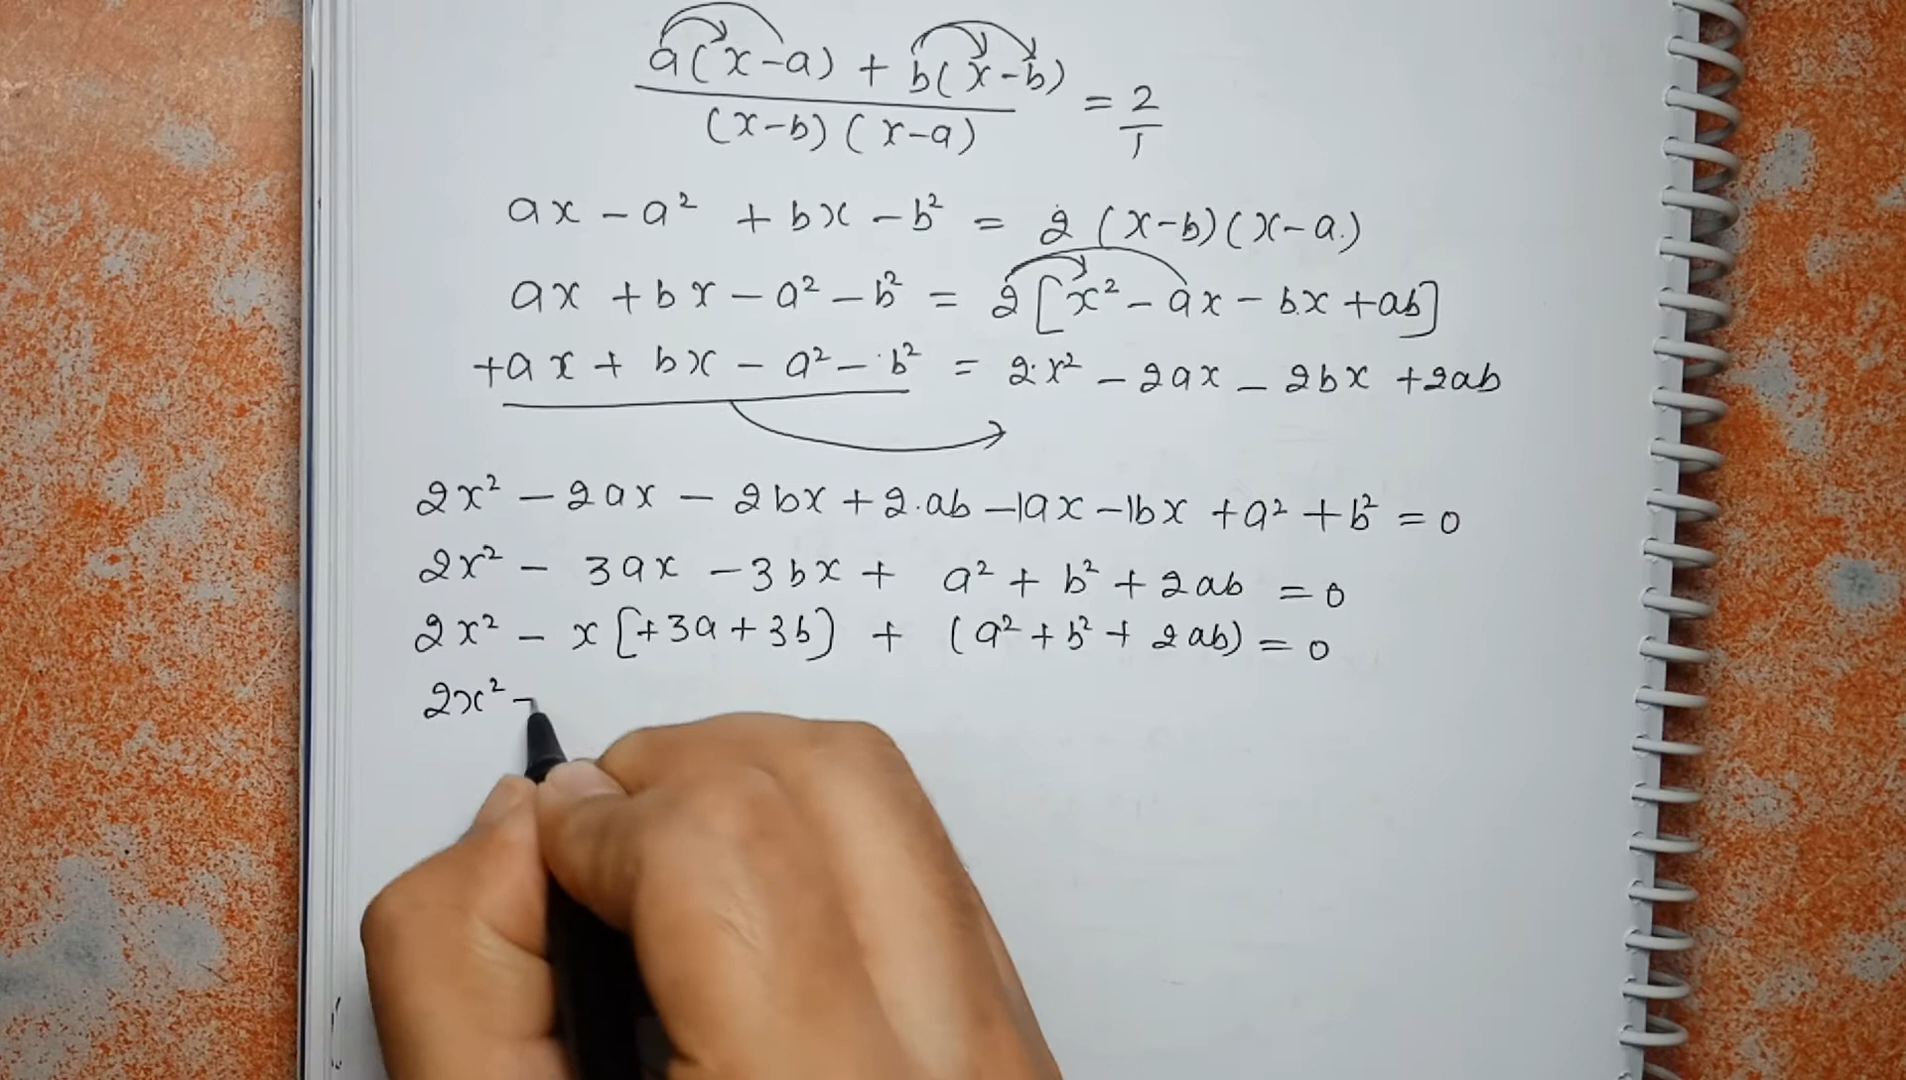 a(x-a) + b(x-b) / (x-b)(x-a) = 2/1
ax - a² + bx - b² = 2 (x-b)(x-a.)
ax + bx - a² - b² = 2[x² - ax - bx + ab]
+ax + bx - a² - b² = 2x² - 2ax - 2bx + 2ab
2x² - 2ax - 2bx + 2.ab - 1ax - 1bx + a² + b² = 0
2x² - 3ax - 3bx + a² + b² + 2ab = 0
2x² - x[+3a + 3b] + (a² + b² + 2ab) = 0
2x² -